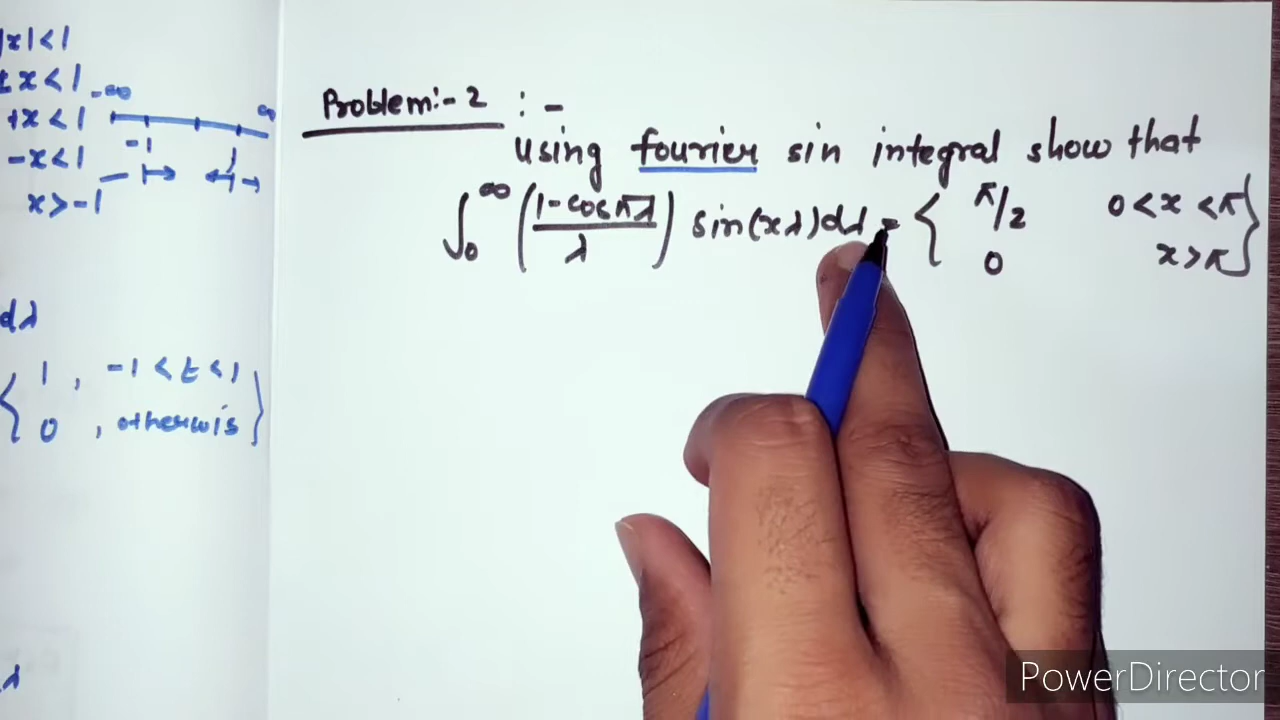 |x|<1
± x<1
+x<1
-x<1
x>-1
-∞
∞
-1
1
dλ
{ 1 , -1 < t < 1
0 , otherwis }
λ
Problem:- 2 : -
using fourier sin integral show that
∫₀^∞ ((1-cosπλ)/λ) sin(xλ)dλ = { π/2 0<x<π
0 x>π }
PowerDirector